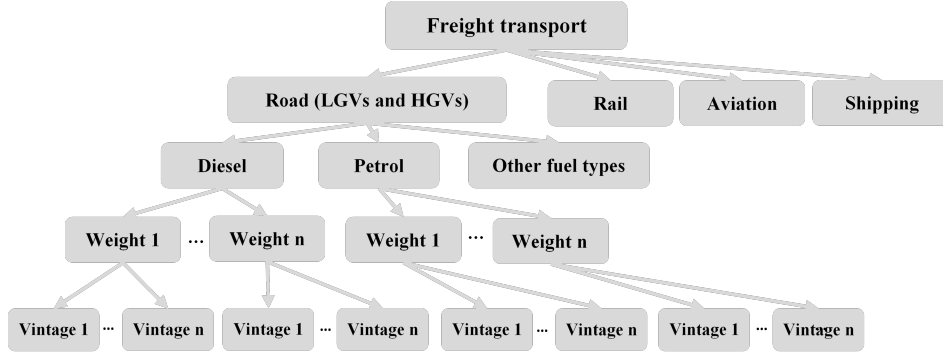 Freight transport
Road (LGVs and HGVs)
Rail
Aviation
Shipping
Diesel
Petrol
Other fuel types
Weight 1
...
Weight n
Weight 1
...
Weight n
Vintage 1
...
Vintage n
Vintage 1
...
Vintage n
Vintage 1
...
Vintage n
Vintage 1
...
Vintage n